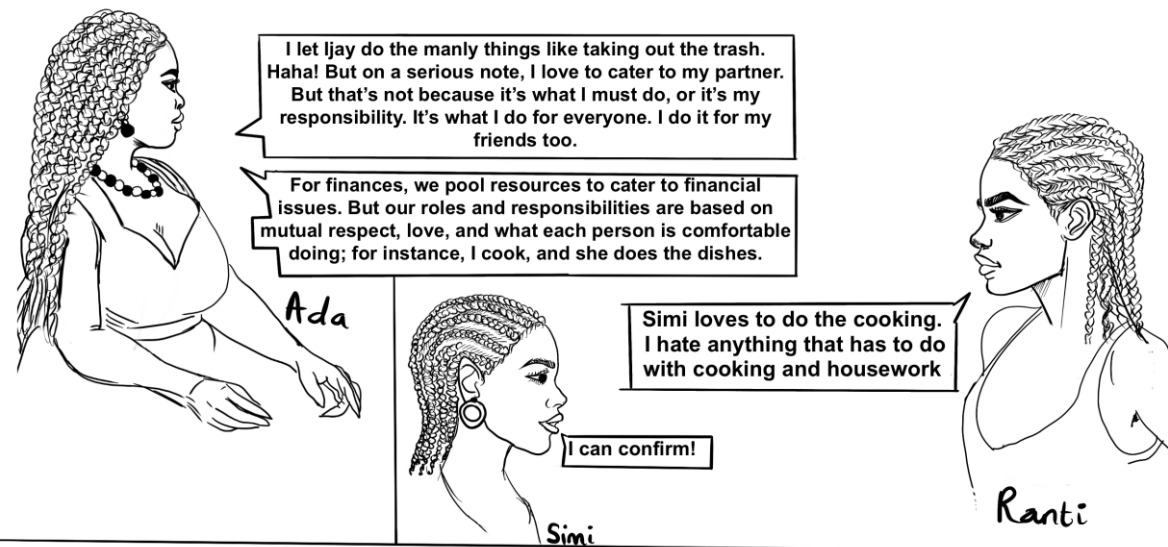 I let Ijay do the manly things like taking out the trash.
Haha! But on a serious note, I love to cater to my partner.
But that's not because it's what I must do, or it's my
responsibility. It's what I do for everyone. I do it for my
friends too.
For finances, we pool resources to cater to financial
issues. But our roles and responsibilities are based on
mutual respect, love, and what each person is comfortable
doing; for instance, I cook, and she does the dishes.
Ada
Simi loves to do the cooking.
I hate anything that has to do
with cooking and housework
I can confirm!
Simi
Ranti